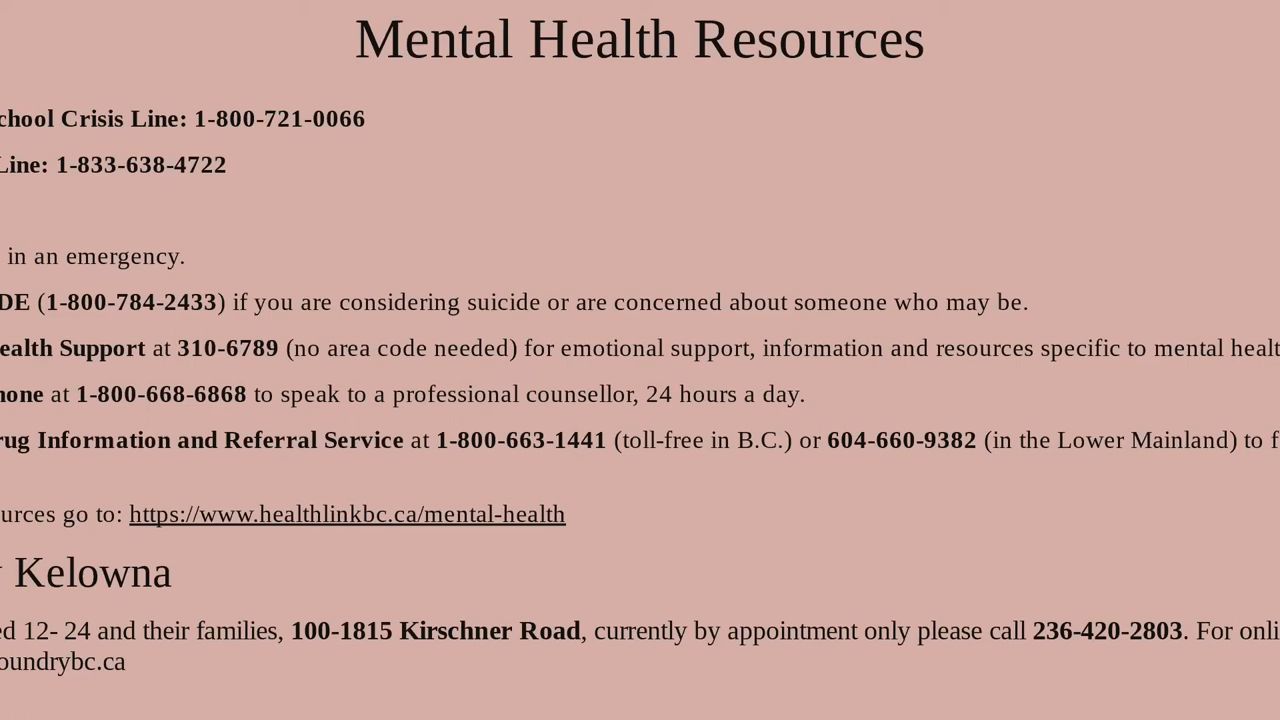 Mental Health Resources
chool Crisis Line: 1-800-721-0066
Line: 1-833-638-4722
in an emergency.
DE (1-800-784-2433) if you are considering suicide or are concerned about someone who may be.
ealth Support at 310-6789 (no area code needed) for emotional support, information and resources specific to mental healt
hone at 1-800-668-6868 to speak to a professional counsellor, 24 hours a day.
rug Information and Referral Service at 1-800-663-1441 (toll-free in B.C.) or 604-660-9382 (in the Lower Mainland) to f
urces go to: https://www.healthlinkbc.ca/mental-health
Kelowna
ed 12- 24 and their families, 100-1815 Kirschner Road, currently by appointment only please call 236-420-2803. For onli
oundrybc.ca